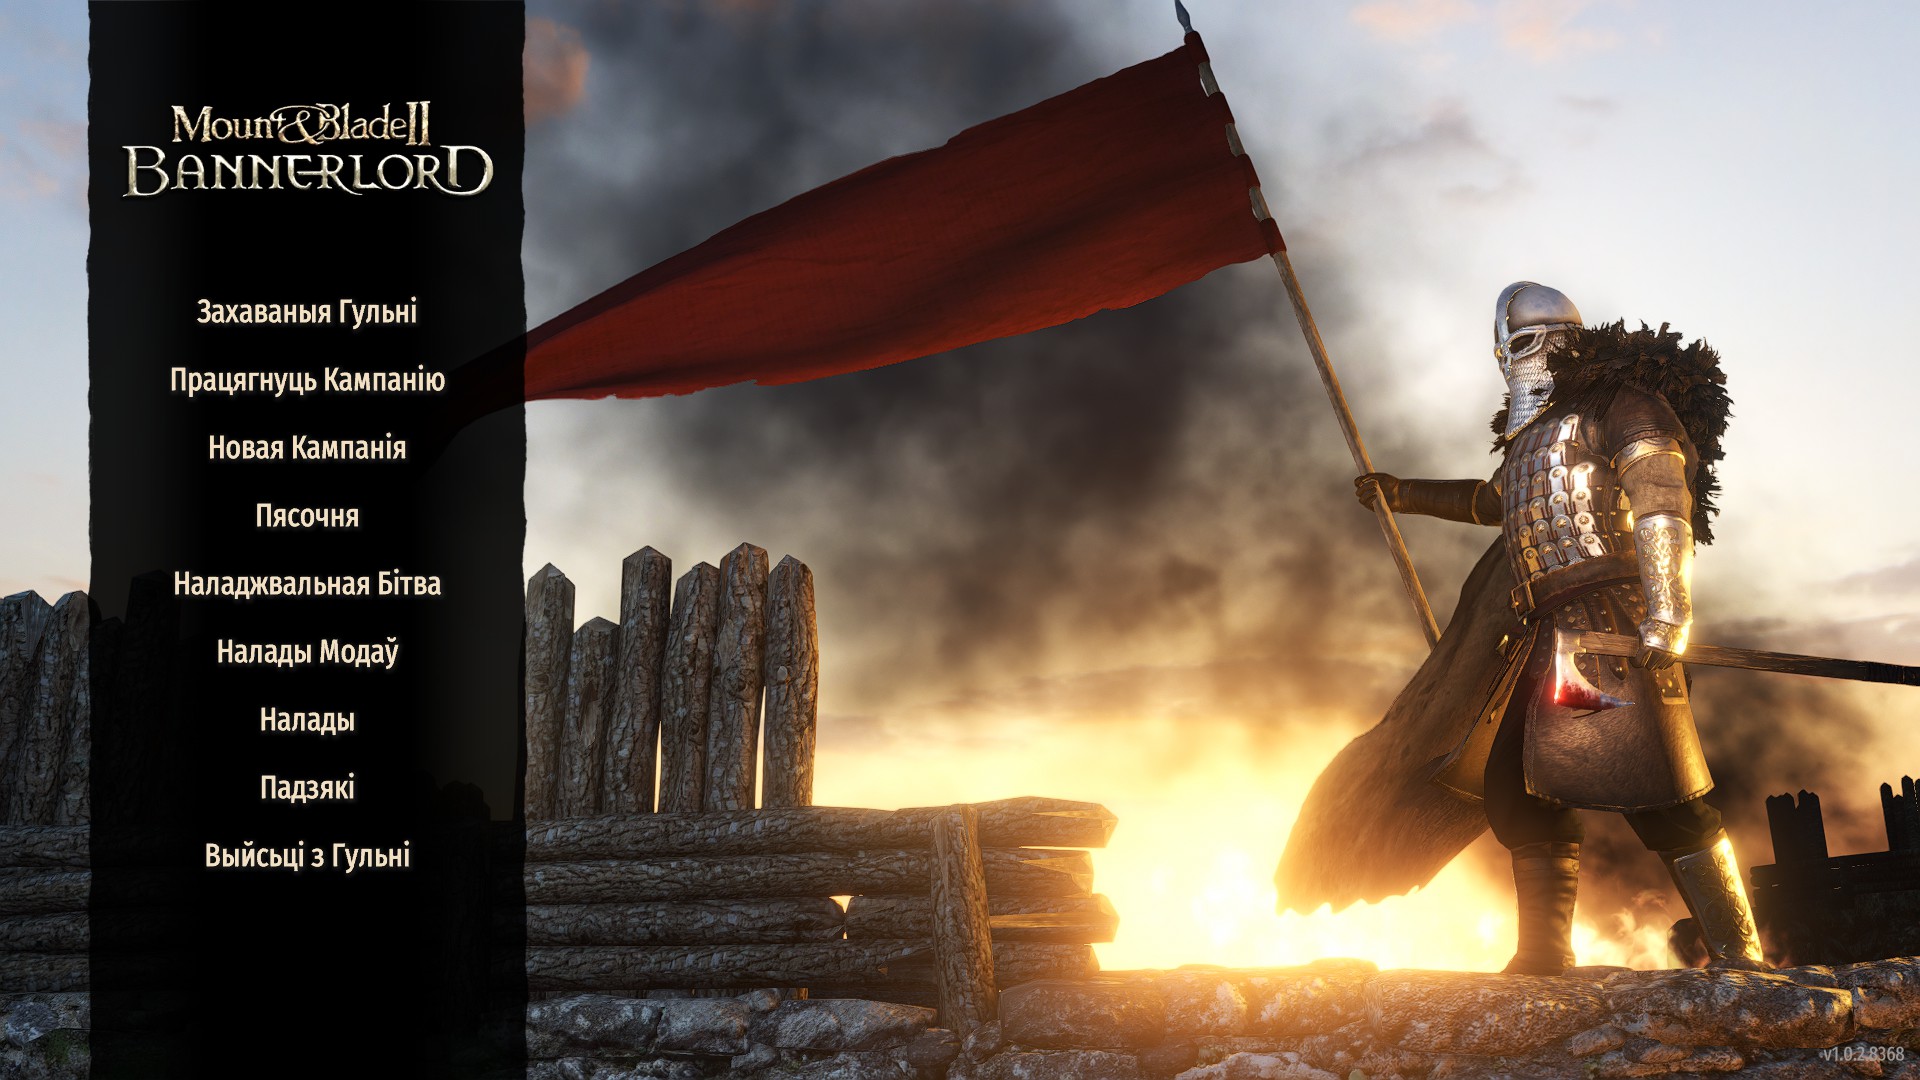 Mount & Blade II
BANNERLORD
Захаваныя Гульні
Працягнуць Кампанію
Новая Кампанія
Пясочня
Наладжвальная Бітва
Налады Модаў
Налады
Падзякі
Выйсьці з Гульні
v1.0.2.8368